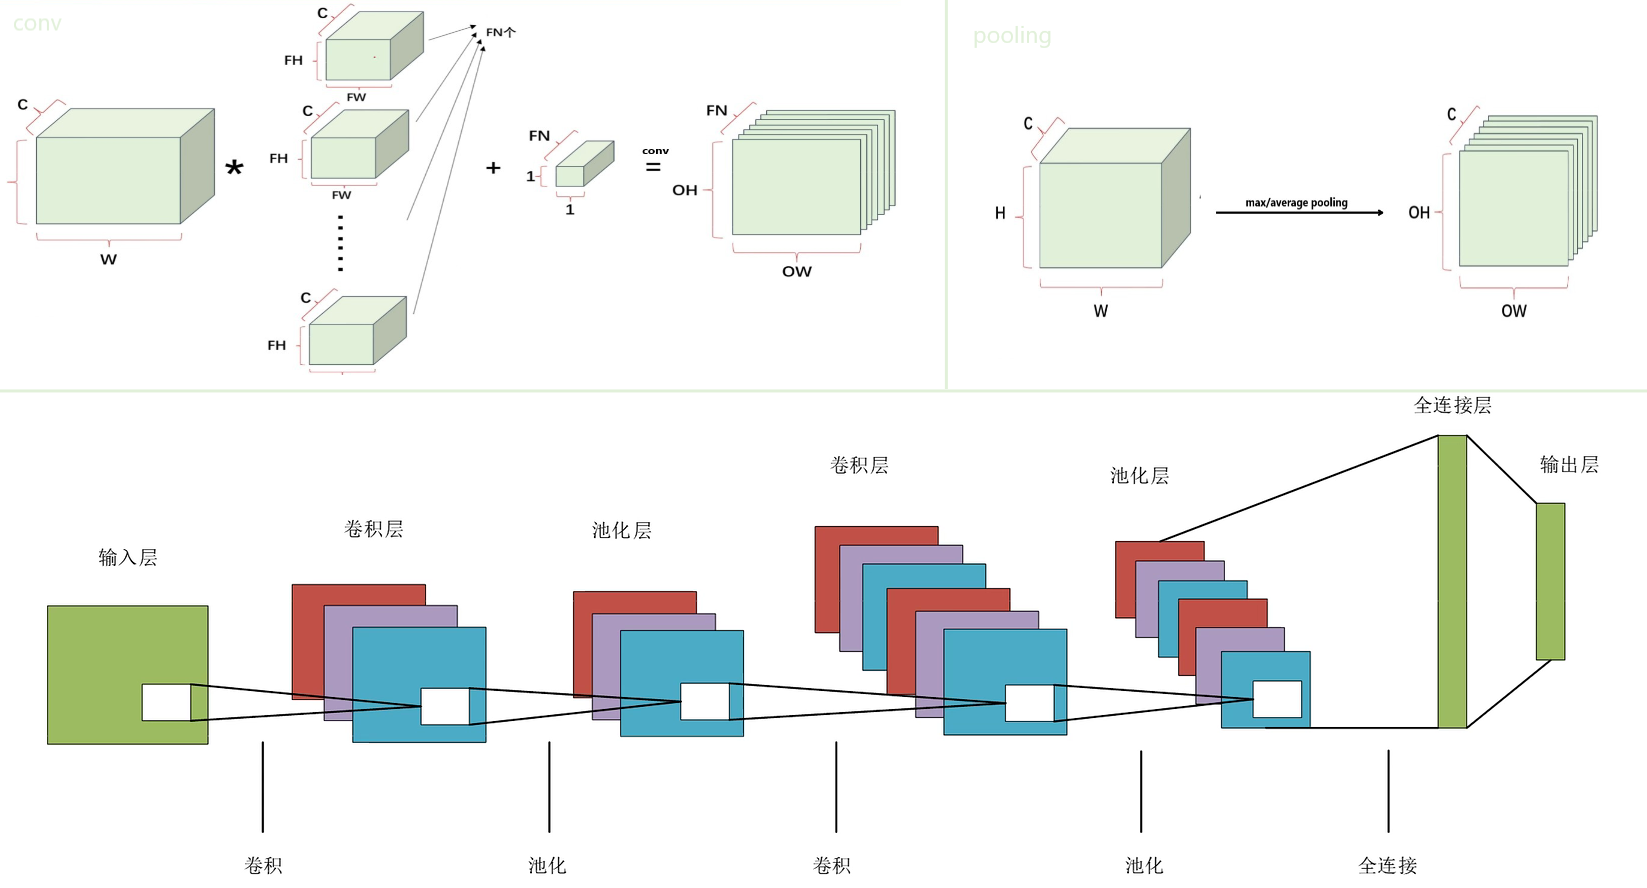 conv
C
FH
FW
FN个
C
W
C
FH
FW
C
FH
*
+
FN
1
1
conv
=
FN
OH
OW
pooling
C
H
W
max/average pooling
C
OH
OW
输入层
卷积层
池化层
卷积层
池化层
全连接层
输出层
卷积
池化
卷积
池化
全连接